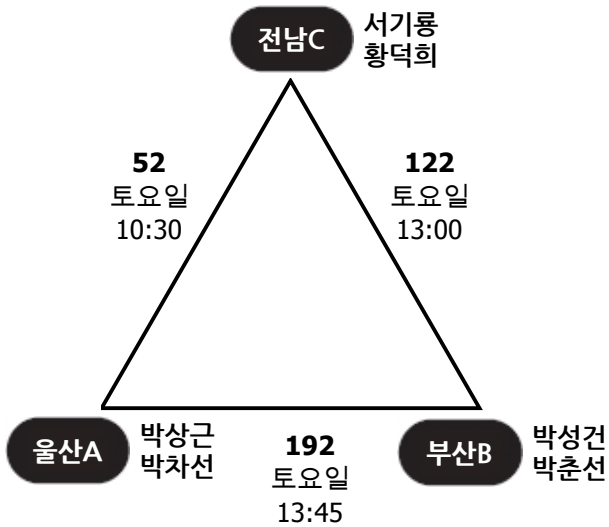 전남C
서기룡
황덕희
52
토요일
10:30
122
토요일
13:00
울산A
박상근
박차선
192
토요일
13:45
부산B
박성건
박춘선